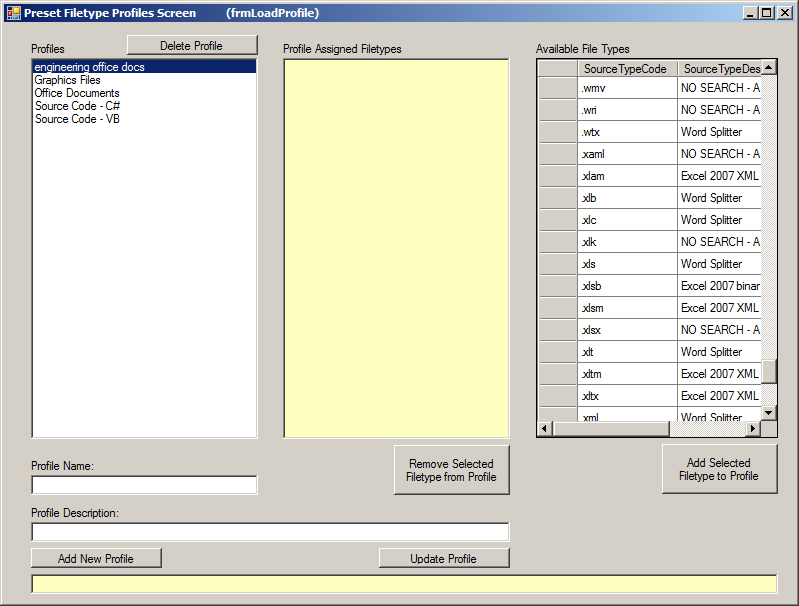 Preset Filetype Profiles Screen (frmLoadProfile)
Profiles
Delete Profile
engineering office docs
Graphics Files
Office Documents
Source Code - C#
Source Code - VB
Profile Assigned Filetypes
Available File Types
SourceTypeCode SourceTypeDes
.wmv NO SEARCH - A
.wri NO SEARCH - A
.wtx Word Splitter
.xaml NO SEARCH - A
.xlam Excel 2007 XML
.xlb Word Splitter
.xlc Word Splitter
.xlk NO SEARCH - A
.xls Word Splitter
.xlsb Excel 2007 binar
.xlsm Excel 2007 XML
.xlsx NO SEARCH - A
.xlt Word Splitter
.xltm Excel 2007 XML
.xltx Excel 2007 XML
.xml Word Splitter
Profile Name:
Remove Selected
Filetype from Profile
Add Selected
Filetype to Profile
Profile Description:
Add New Profile
Update Profile